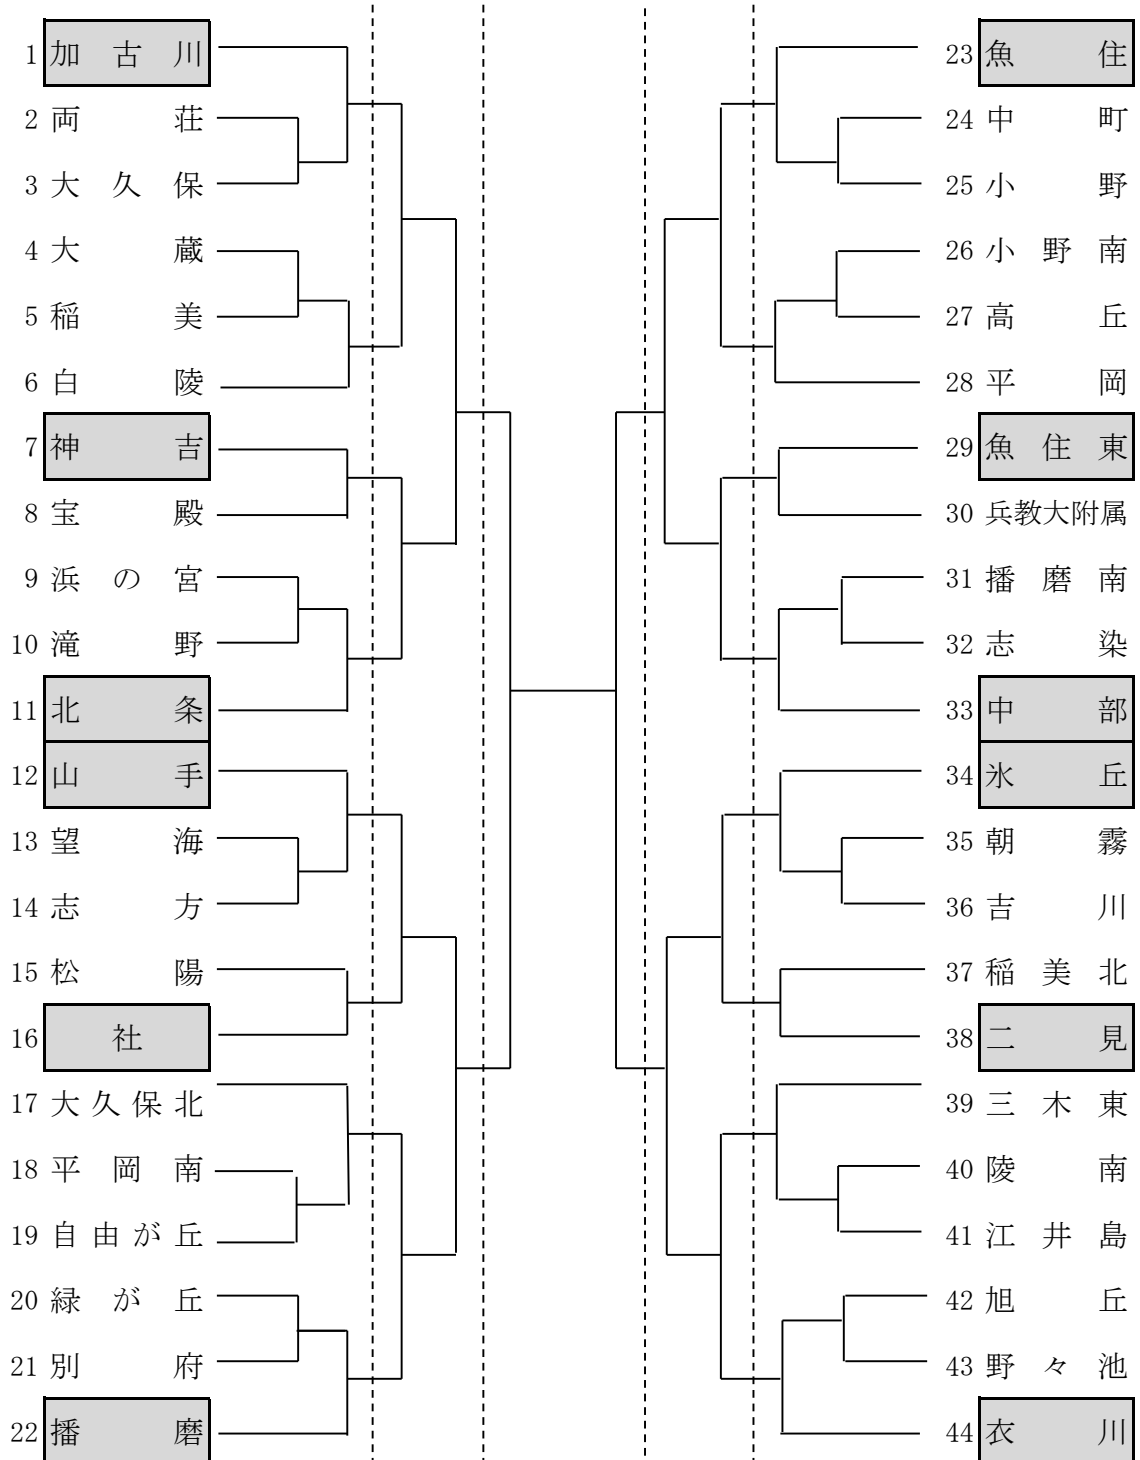 1 加古川
2 両荘
3 大久保
4 大蔵
5 稲美
6 白陵
7 神吉
8 宝殿
9 浜の宮
10 滝野
11 北条
12 山手
13 望海
14 志方
15 松陽
16 社
17 大久保北
18 平岡南
19 自由が丘
20 緑が丘
21 別府
22 播磨
23 魚住
24 中町
25 小野
26 小野南
27 高丘
28 平岡
29 魚住東
30 兵教大附属
31 播磨南
32 志染
33 中部
34 氷丘
35 朝霧
36 吉川
37 稲美北
38 二見
39 三木東
40 陵南
41 江井島
42 旭丘
43 野々池
44 衣川